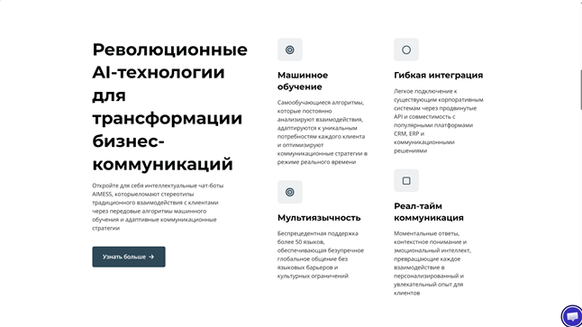 Революционные
AI-технологии
для
трансформации
бизнес-
коммуникаций
Откройте для себя интеллектуальные чат-боты
AIMESS, которыеломают стереотипы
традиционного взаимодействия с клиентами
через передовые алгоритмы машинного
обучения и адаптивные коммуникационные
стратегии
Узнать больше →
Машинное
обучение
Самообучающиеся алгоритмы,
которые постоянно
анализируют взаимодействия,
адаптируются к уникальным
потребностям каждого клиента
и оптимизируют
коммуникационные стратегии в
режиме реального времени
Гибкая интеграция
Легкое подключение к
существующим корпоративным
системам через продвинутые
API и совместимость с
популярными платформами
CRM, ERP и
коммуникационными
решениями
Мультиязычность
Беспрецедентная поддержка
более 50 языков,
обеспечивающая безупречное
глобальное общение без
языковых барьеров и
культурных ограничений
Реал-тайм
коммуникация
Моментальные ответы,
контекстное понимание и
эмоциональный интеллект,
превращающие каждое
взаимодействие в
персонализированный и
увлекательный опыт для
клиентов